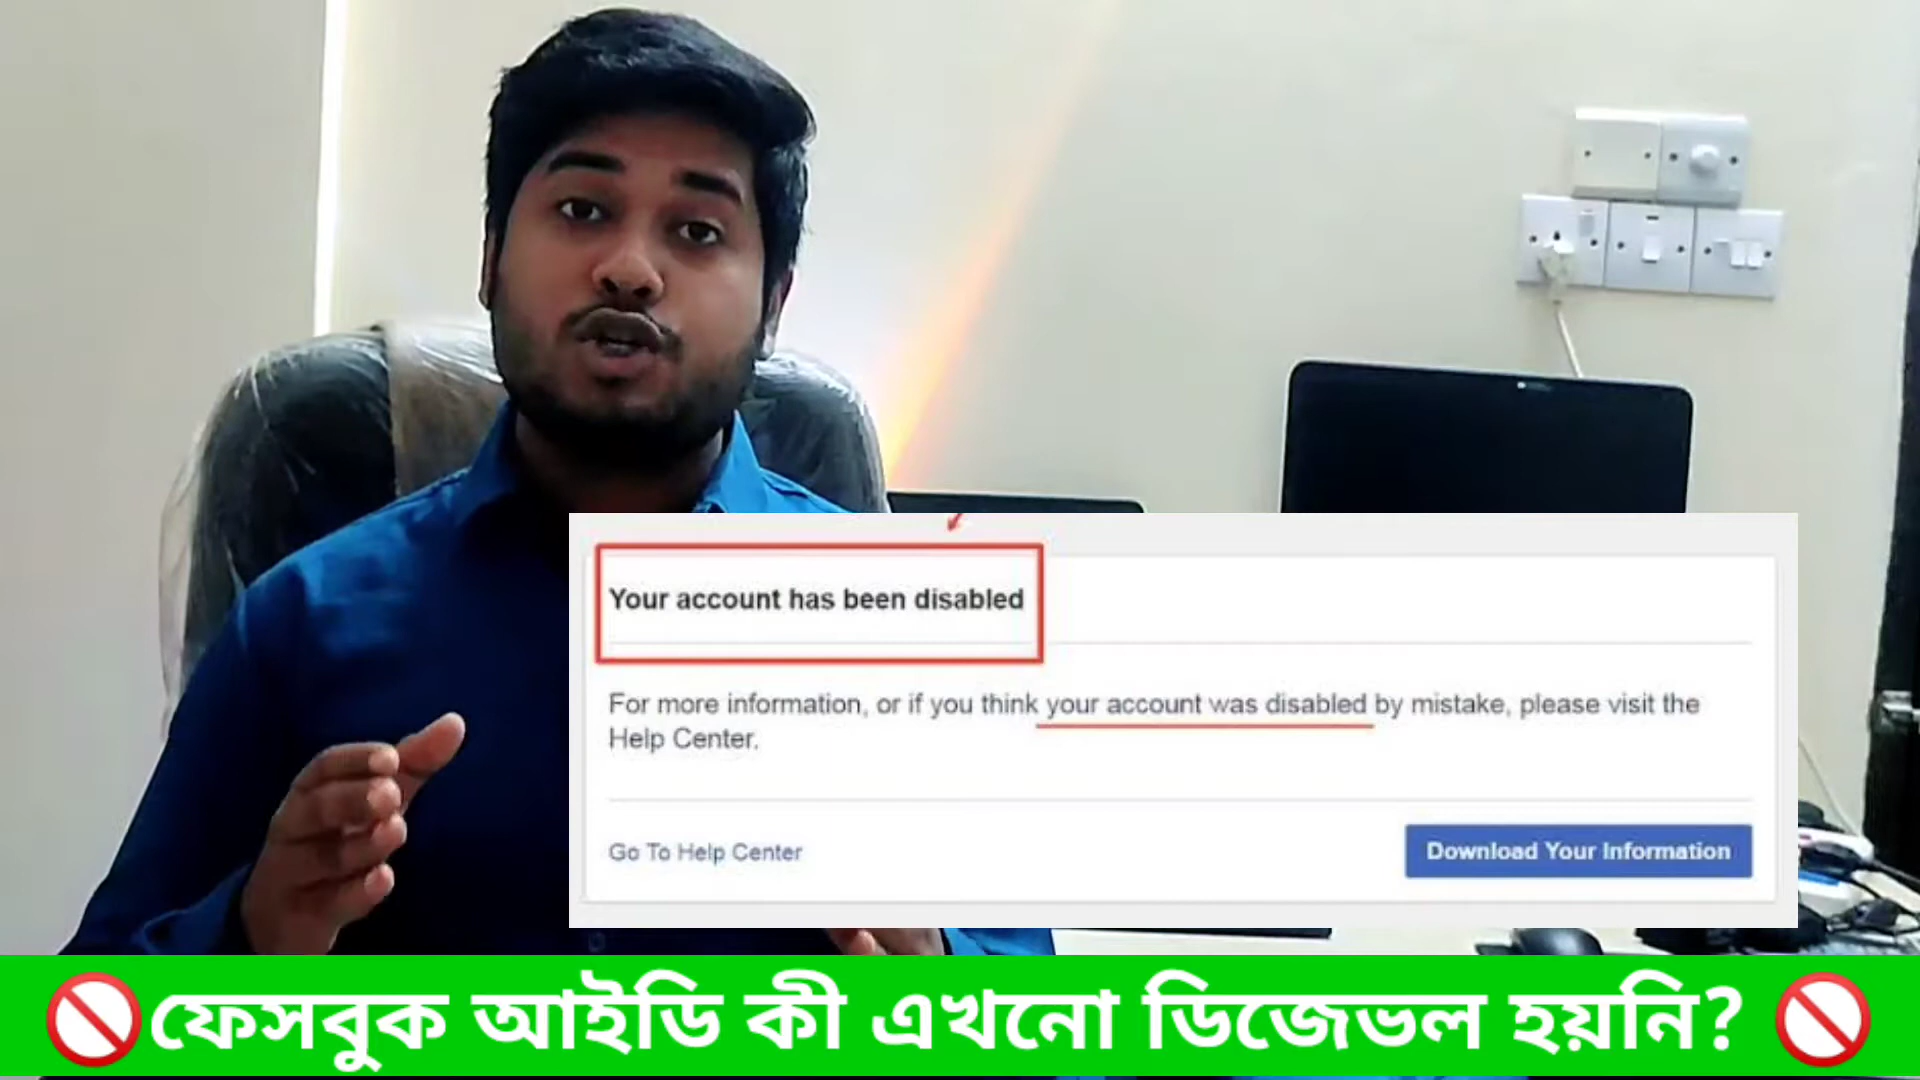 Your account has been disabled
For more information, or if you think your account was disabled by mistake, please visit the
Help Center.
Go To Help Center
Download Your Information
ফেসবুক আইডি কী এখনো ডিজেভল হয়নি?